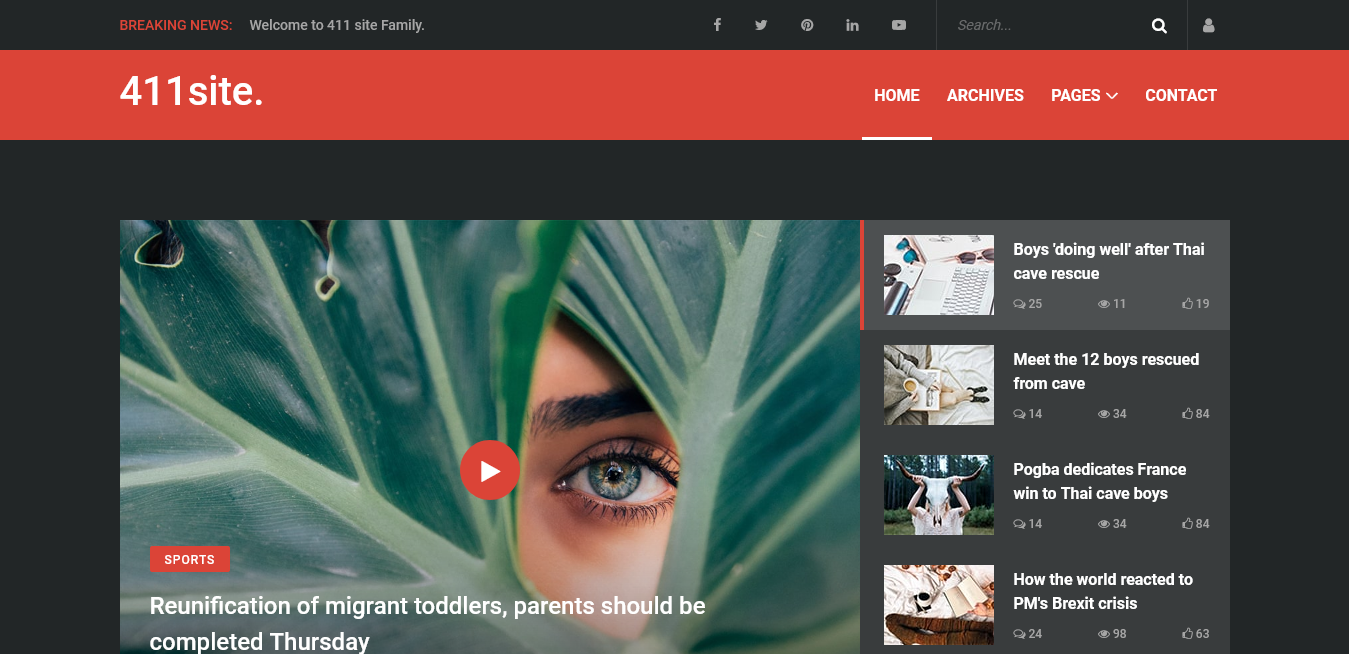 BREAKING NEWS: Welcome to 411 site Family.
Search...
411site.
HOME ARCHIVES PAGES CONTACT
Boys 'doing well' after Thai
cave rescue
25 11 19
Meet the 12 boys rescued
from cave
14 34 84
Pogba dedicates France
win to Thai cave boys
14 34 84
How the world reacted to
PM's Brexit crisis
24 98 63
SPORTS
Reunification of migrant toddlers, parents should be
completed Thursday